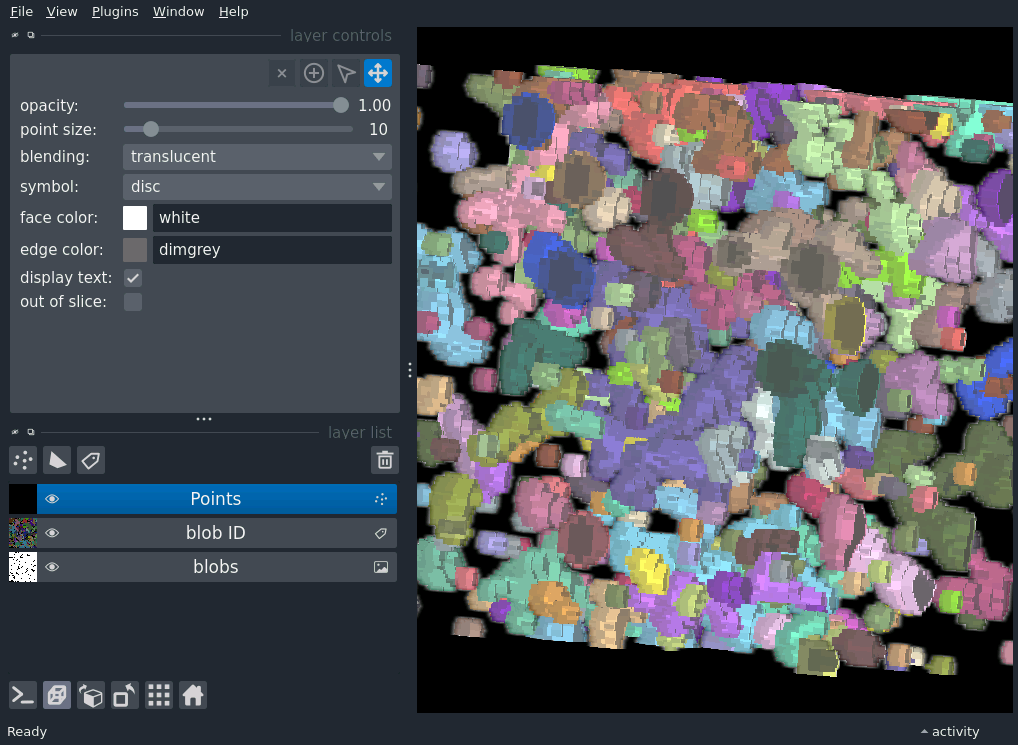 File View Plugins Window Help
layer controls
opacity: 1.00
point size: 10
blending: translucent
symbol: disc
face color: white
edge color: dimgrey
display text:
out of slice:
layer list
Points
blob ID
blobs
Ready
activity